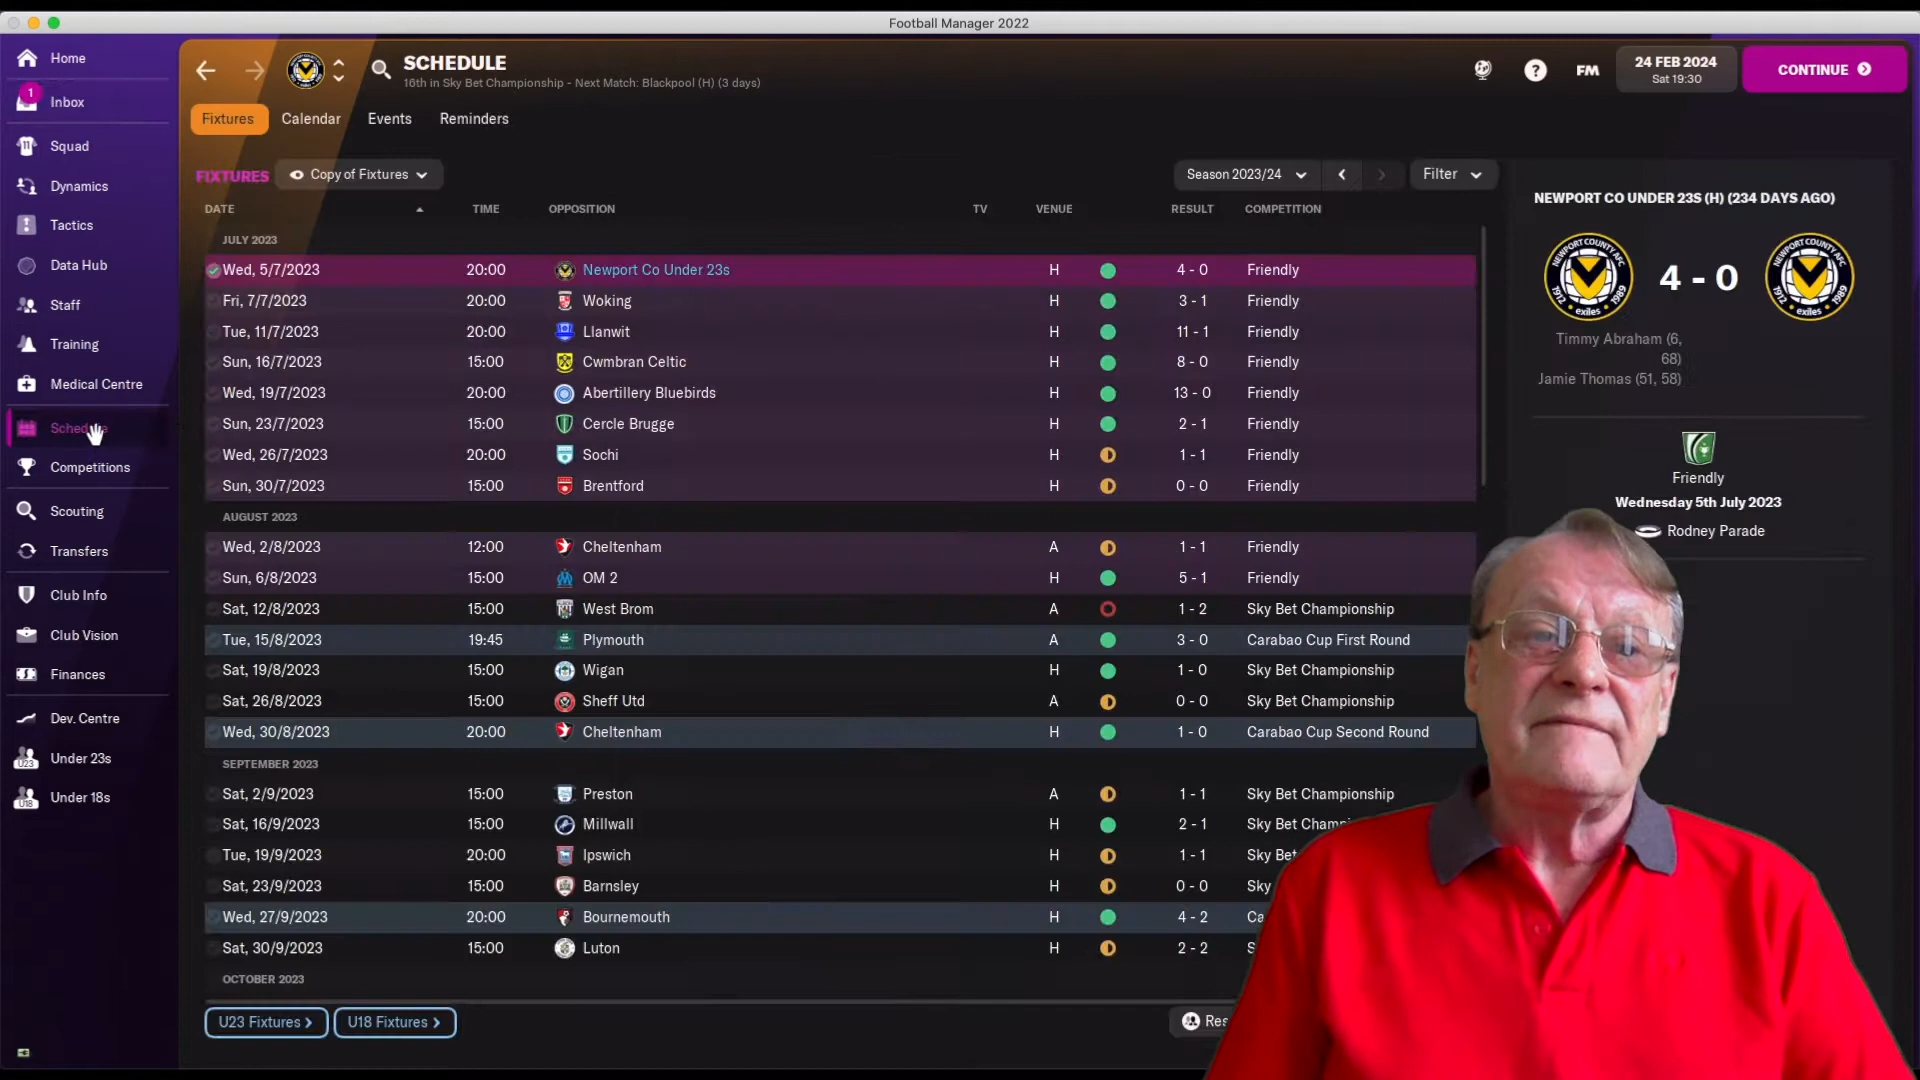 Football Manager 2022
Home
1
Inbox
Squad
Dynamics
Tactics
Data Hub
Staff
Training
Medical Centre
Competitions
Scouting
Transfers
Club Info
Club Vision
Finances
Dev. Centre
U23 Under 23s
U18 Under 18s
SCHEDULE
16th in Sky Bet Championship - Next Match: Blackpool (H) (3 days)
FM
24 FEB 2024
Sat 19:30
CONTINUE
Fixtures Calendar Events Reminders
FIXTURES Copy of Fixtures Season 2023/24 Filter
DATE TIME OPPOSITION TV VENUE RESULT COMPETITION
JULY 2023
Wed, 5/7/2023 20:00 Newport Co Under 23s H 4 - 0 Friendly
Fri, 7/7/2023 20:00 Woking H 3 - 1 Friendly
Tue, 11/7/2023 20:00 Llanwit H 11 - 1 Friendly
Sun, 16/7/2023 15:00 Cwmbran Celtic H 8 - 0 Friendly
Wed, 19/7/2023 20:00 Abertillery Bluebirds H 13 - 0 Friendly
Sun, 23/7/2023 15:00 Cercle Brugge H 2 - 1 Friendly
Wed, 26/7/2023 20:00 Sochi H 1 - 1 Friendly
Sun, 30/7/2023 15:00 Brentford H 0 - 0 Friendly
AUGUST 2023
Wed, 2/8/2023 12:00 Cheltenham A 1 - 1 Friendly
Sun, 6/8/2023 15:00 OM 2 H 5 - 1 Friendly
Sat, 12/8/2023 15:00 West Brom A 1 - 2 Sky Bet Championship
Tue, 15/8/2023 19:45 Plymouth A 3 - 0 Carabao Cup First Round
Sat, 19/8/2023 15:00 Wigan H 1 - 0 Sky Bet Championship
Sat, 26/8/2023 15:00 Sheff Utd A 0 - 0 Sky Bet Championship
Wed, 30/8/2023 20:00 Cheltenham H 1 - 0 Carabao Cup Second Round
SEPTEMBER 2023
Sat, 2/9/2023 15:00 Preston A 1 - 1 Sky Bet Championship
Sat, 16/9/2023 15:00 Millwall H 2 - 1 Sky Bet
Tue, 19/9/2023 20:00 Ipswich H 1 - 1 Sky Bet
Sat, 23/9/2023 15:00 Barnsley H 0 - 0 Sky
Wed, 27/9/2023 20:00 Bournemouth H 4 - 2
Sat, 30/9/2023 15:00 Luton H 2 - 2
OCTOBER 2023
U23 Fixtures U18 Fixtures
NEWPORT CO UNDER 23S (H) (234 DAYS AGO)
NEWPORT COUNTY AFC 1912 1989 exiles
4 - 0
NEWPORT COUNTY AFC 1912 1989 exiles
Timmy Abraham (6,
68)
Jamie Thomas (51, 58)
Friendly
Wednesday 5th July 2023
Rodney Parade